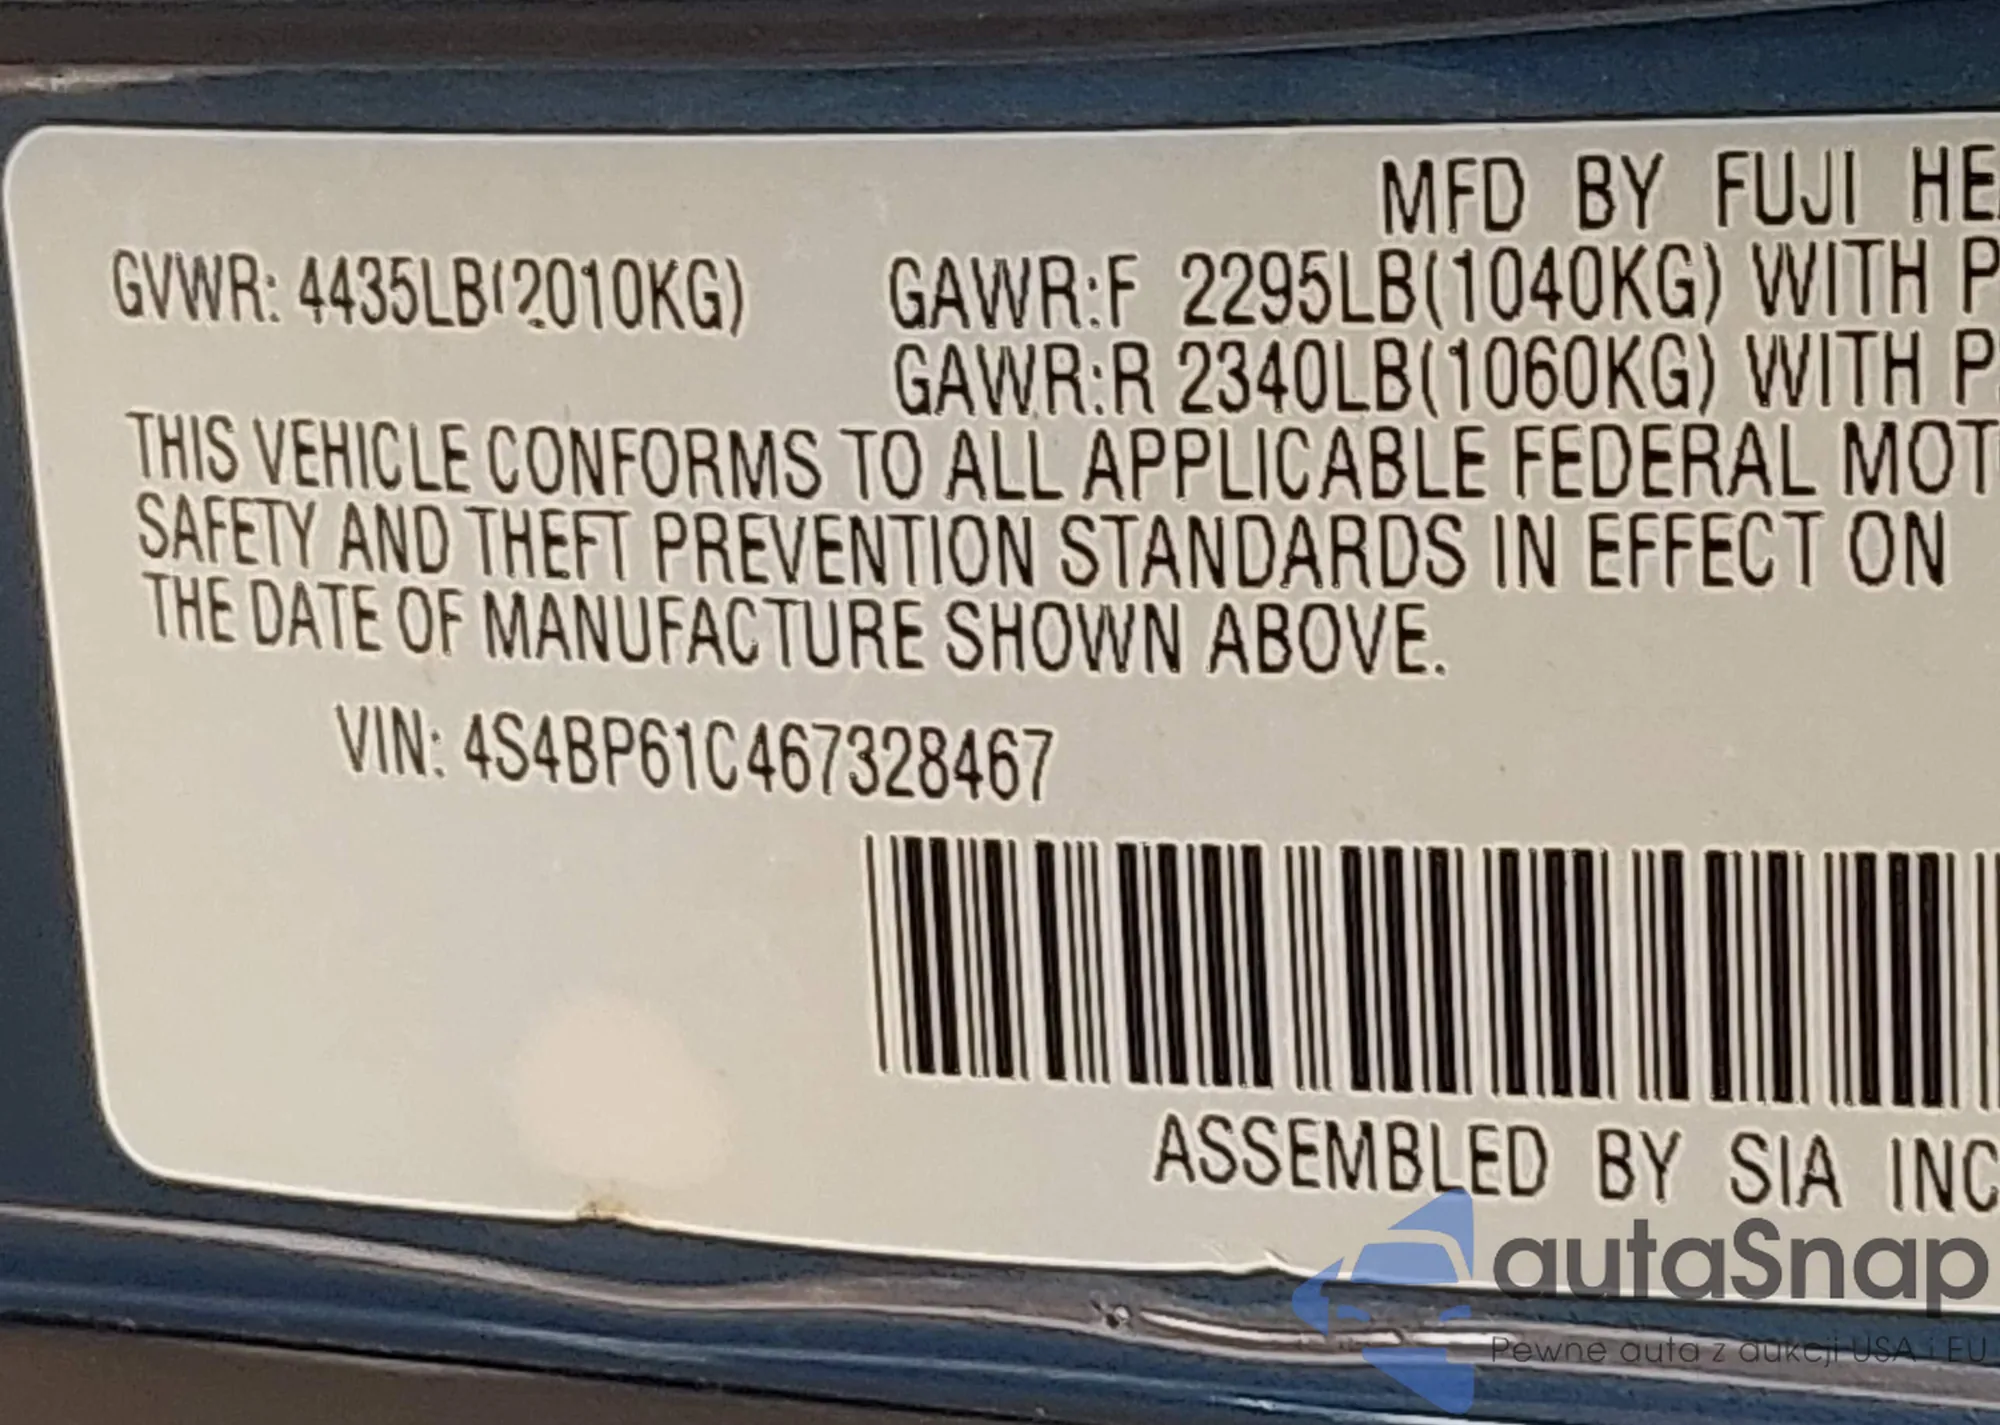 MFD BY FUJI HE
GVWR: 4435LB(2010KG) GAWR:F 2295LB(1040KG) WITH P
GAWR:R 2340LB(1060KG) WITH P
THIS VEHICLE CONFORMS TO ALL APPLICABLE FEDERAL MOT
SAFETY AND THEFT PREVENTION STANDARDS IN EFFECT ON
THE DATE OF MANUFACTURE SHOWN ABOVE.
VIN: 4S4BP61C467328467
ASSEMBLED BY SIA INC
autaSnap
Pewne auta z aukcji USA i EU